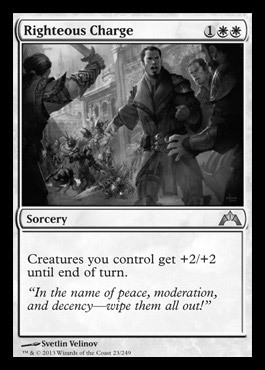 Righteous Charge 1
Sorcery
Creatures you control get +2/+2
until end of turn.
“In the name of peace, moderation,
and decency—wipe them all out!”
Svetlin Velinov
™ & © 2013 Wizards of the Coast 23/249